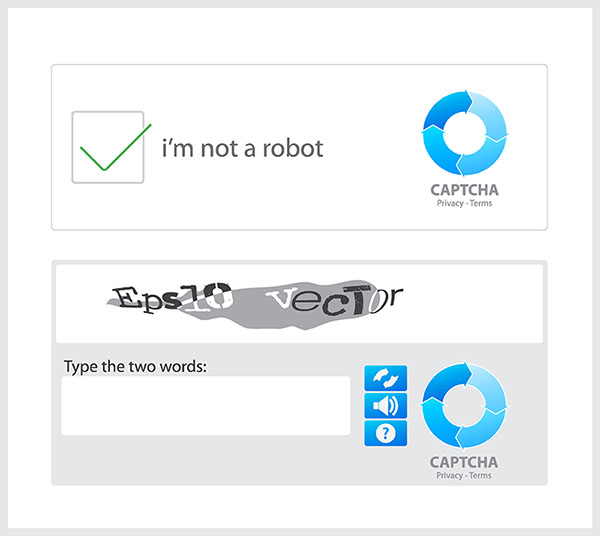 i'm not a robot
CAPTCHA
Privacy - Terms
Eps10 vector
Type the two words:
?
CAPTCHA
Privacy - Terms